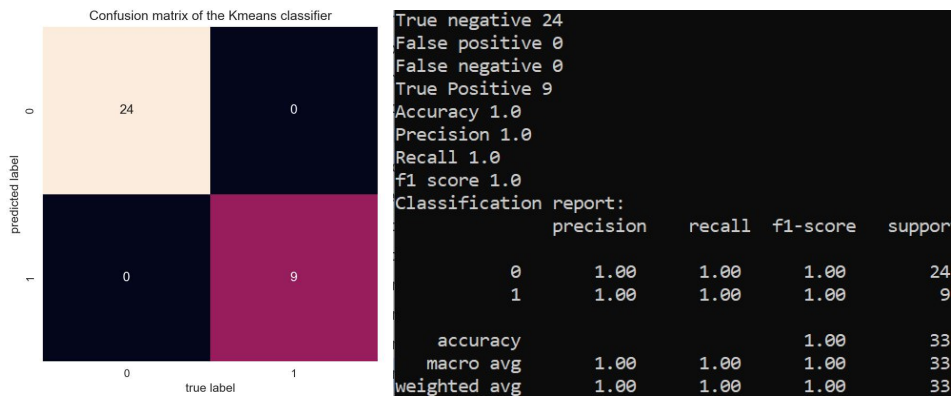 Confusion matrix of the Kmeans classifier
predicted label
0
24
0
1
0
9
0
1
true label
True negative 24
False positive 0
False negative 0
True Positive 9
Accuracy 1.0
Precision 1.0
Recall 1.0
f1 score 1.0
Classification report:
precision recall f1-score suppor
0 1.00 1.00 1.00 24
1 1.00 1.00 1.00 9
accuracy 1.00 33
macro avg 1.00 1.00 1.00 33
weighted avg 1.00 1.00 1.00 33